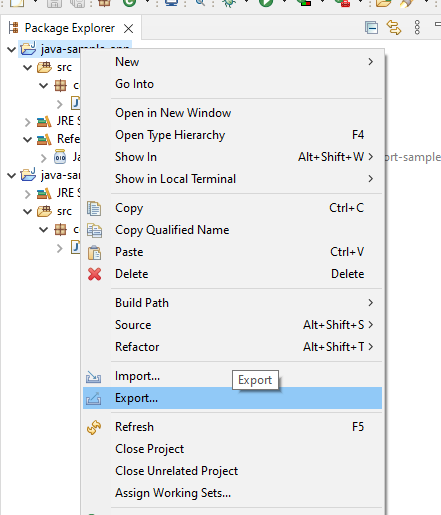 Package Explorer
java-sample-app
New
src
Go Into
Open in New Window
JRE S
Open Type Hierarchy F4
Refe
Show In Alt+Shift+W
Ja
ort-sample
java-sa
Show in Local Terminal
JRE S
Copy Ctrl+C
src
Copy Qualified Name
c
Paste Ctrl+V
Delete Delete
Build Path
Source Alt+Shift+S
Refactor Alt+Shift+T
Import...
Export
Export...
Refresh F5
Close Project
Close Unrelated Project
Assign Working Sets...